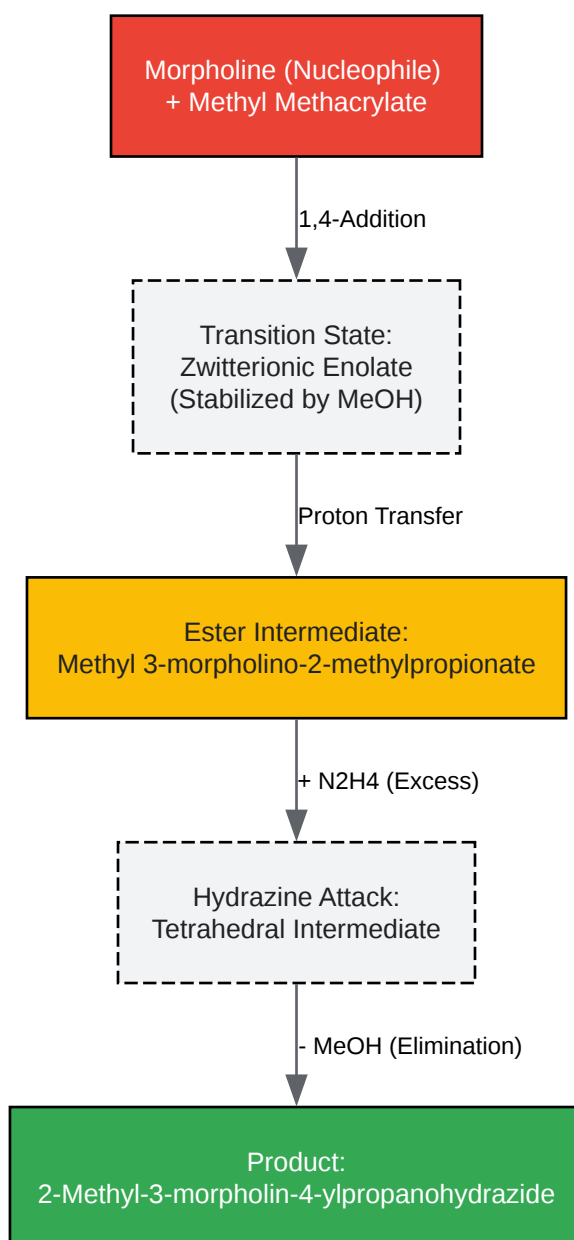 Morpholine (Nucleophile)
+ Methyl Methacrylate
1,4-Addition
Transition State:
Zwitterionic Enolate
(Stabilized by MeOH)
Proton Transfer
Ester Intermediate:
Methyl 3-morpholino-2-methylpropionate
+ N2H4 (Excess)
Hydrazine Attack:
Tetrahedral Intermediate
- MeOH (Elimination)
Product:
2-Methyl-3-morpholin-4-ylpropanohydrazide